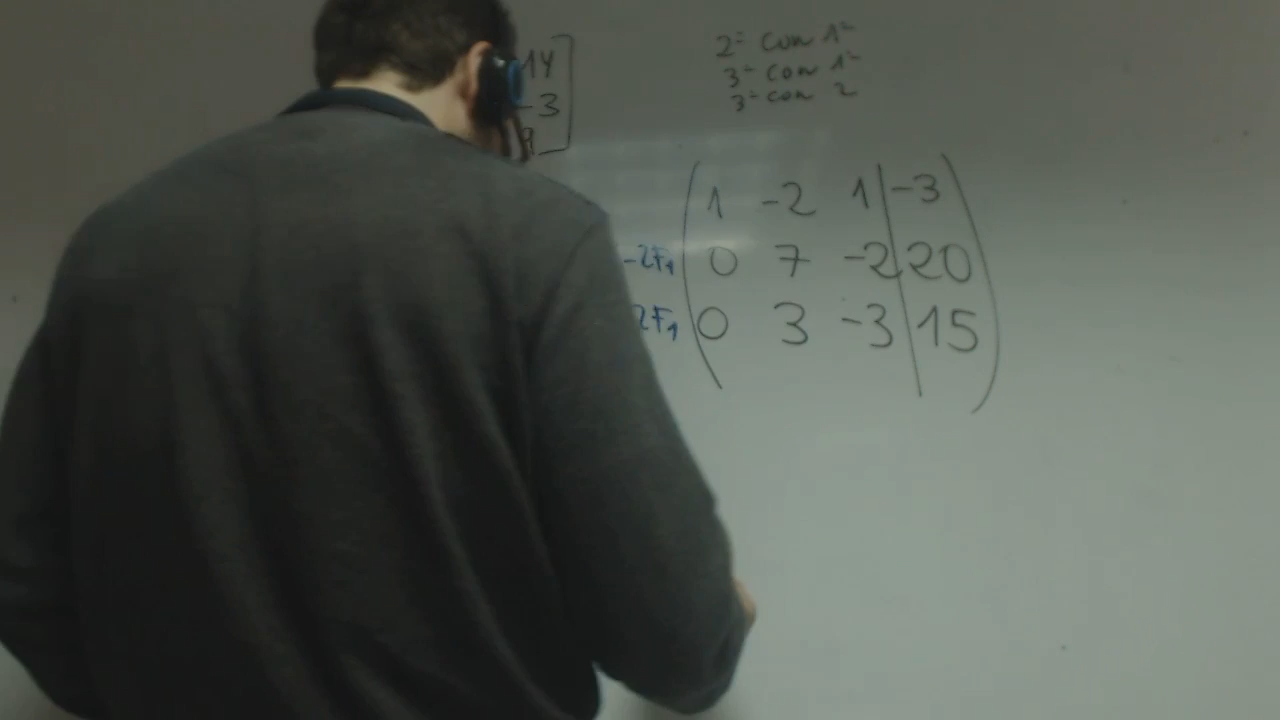 14
-3
9
2ª con 1ª
3ª con 1ª
3ª con 2
1 -2 1 | -3
-2F₁ 0 7 -2 | 20
2F₁ 0 3 -3 | 15